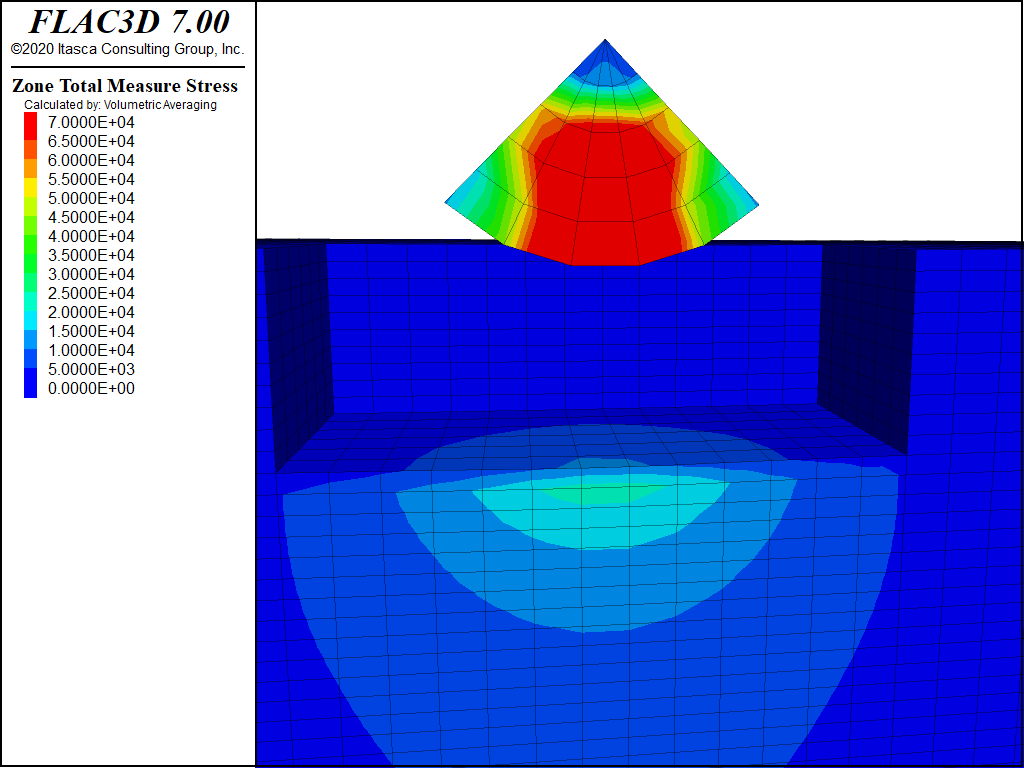 FLAC3D 7.00
©2020 Itasca Consulting Group, Inc.
Zone Total Measure Stress
Calculated by: Volumetric Averaging
7.0000E+04
6.5000E+04
6.0000E+04
5.5000E+04
5.0000E+04
4.5000E+04
4.0000E+04
3.5000E+04
3.0000E+04
2.5000E+04
2.0000E+04
1.5000E+04
1.0000E+04
5.0000E+03
0.0000E+00